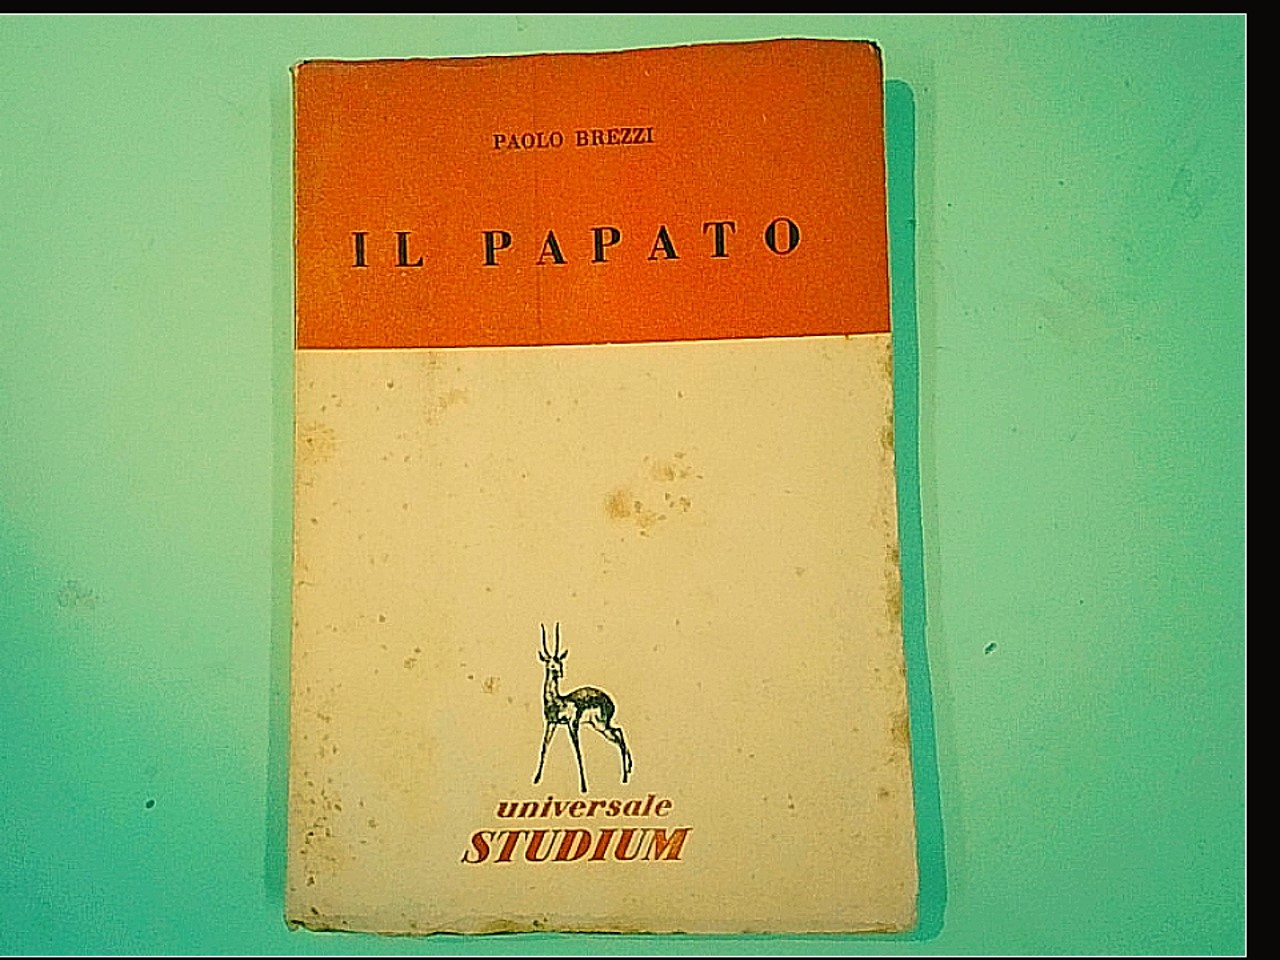 PAOLO BREZZI
IL PAPATO
universale
STUDIUM